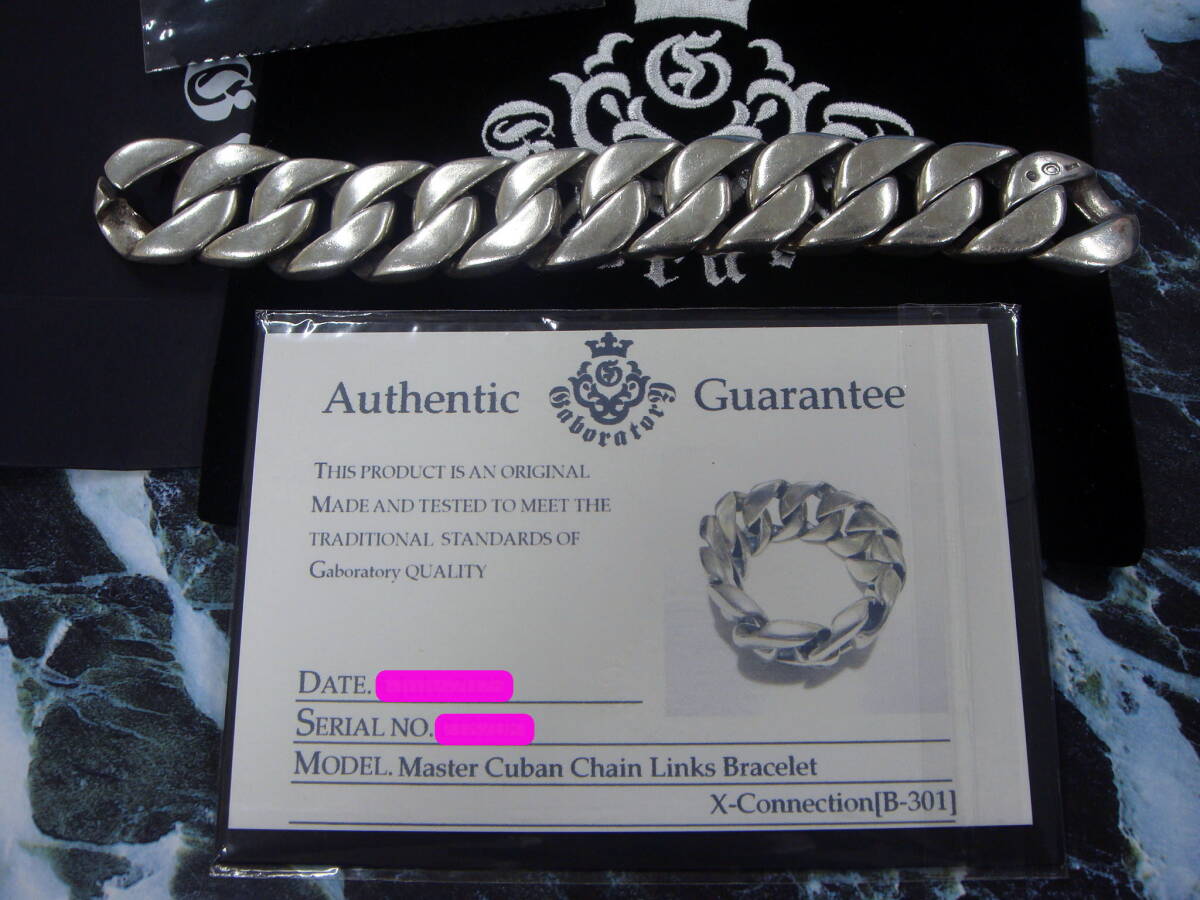 G
Authentic
G
Gaboratory
Guarantee
THIS PRODUCT IS AN ORIGINAL
MADE AND TESTED TO MEET THE
TRADITIONAL STANDARDS OF
Gaboratory QUALITY
DATE.
SERIAL NO.
MODEL. Master Cuban Chain Links Bracelet
X-Connection[B-301]